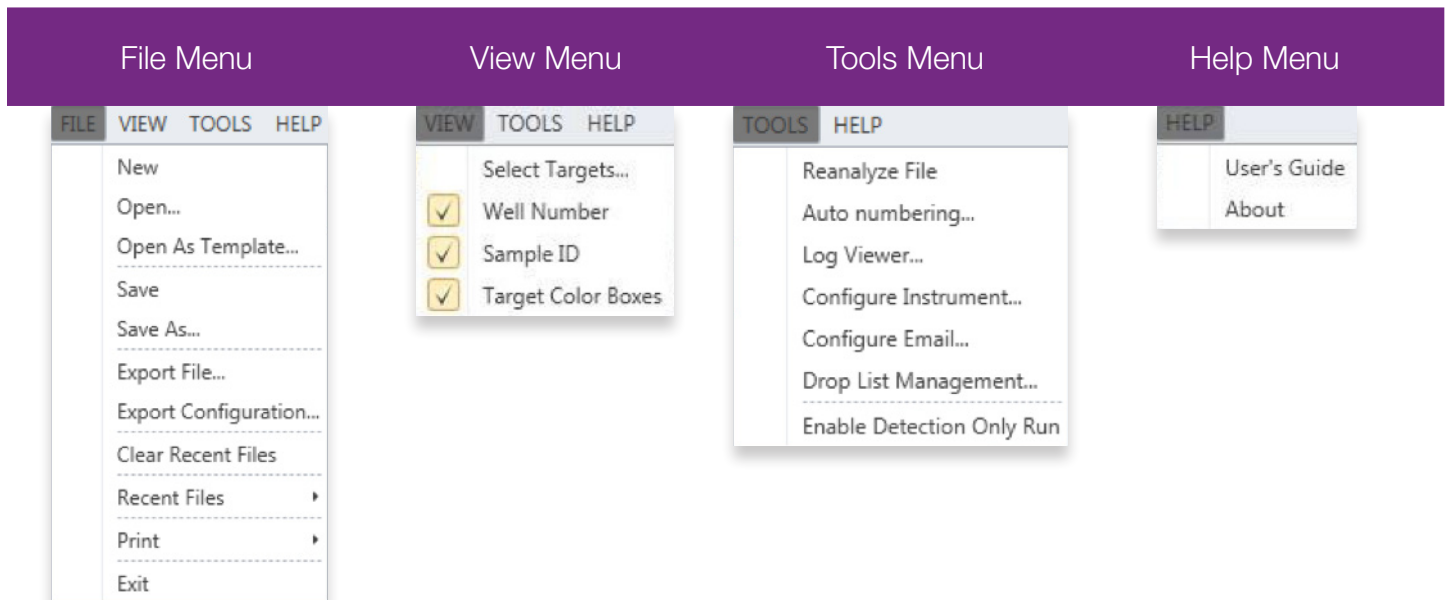 File Menu
View Menu
Tools Menu
Help Menu
FILE VIEW TOOLS HELP
New
Open...
Open As Template...
Save
Save As...
Export File...
Export Configuration...
Clear Recent Files
Recent Files
Print
Exit
VIEW TOOLS HELP
Select Targets...
Well Number
Sample ID
Target Color Boxes
TOOLS HELP
Reanalyze File
Auto numbering...
Log Viewer...
Configure Instrument...
Configure Email...
Drop List Management...
Enable Detection Only Run
HELP
User's Guide
About